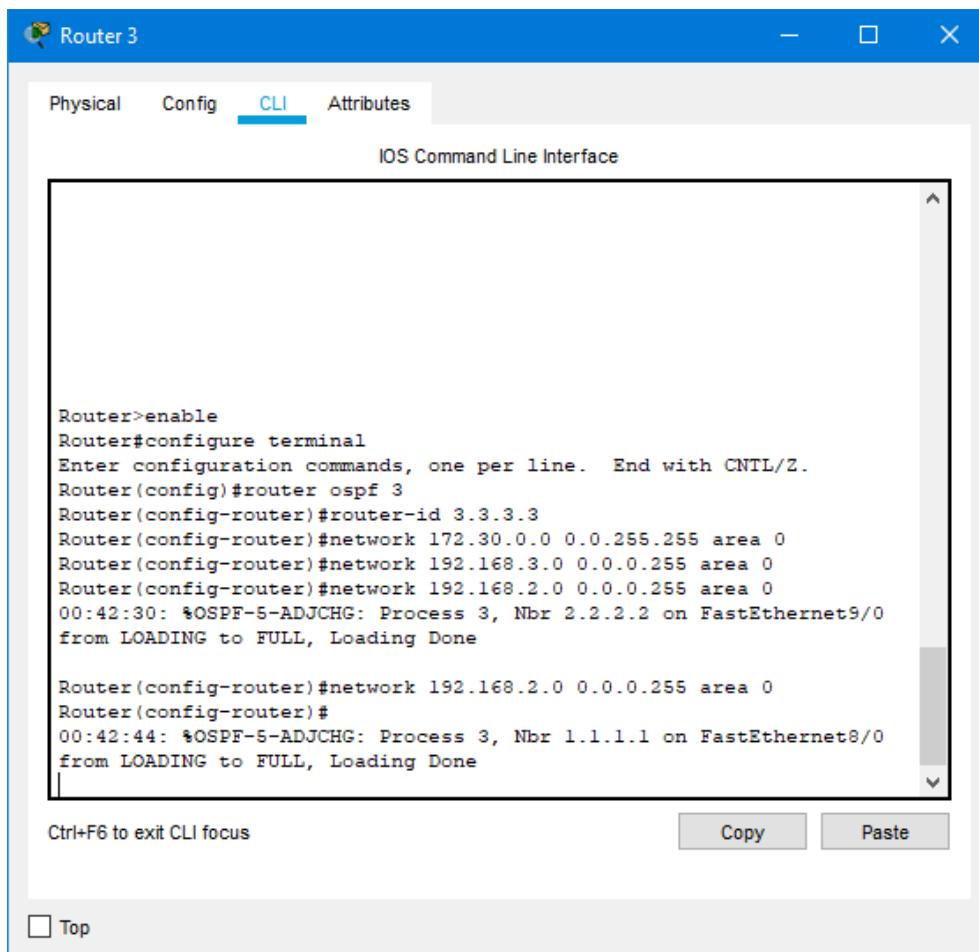 Router 3
Physical Config CLI Attributes
IOS Command Line Interface
Router>enable
Router#configure terminal
Enter configuration commands, one per line.  End with CNTL/Z.
Router(config)#router ospf 3
Router(config-router)#router-id 3.3.3.3
Router(config-router)#network 172.30.0.0 0.0.255.255 area 0
Router(config-router)#network 192.168.3.0 0.0.0.255 area 0
Router(config-router)#network 192.168.2.0 0.0.0.255 area 0
00:42:30: %OSPF-5-ADJCHG: Process 3, Nbr 2.2.2.2 on FastEthernet9/0
from LOADING to FULL, Loading Done
Router(config-router)#network 192.168.2.0 0.0.0.255 area 0
Router(config-router)#
00:42:44: %OSPF-5-ADJCHG: Process 3, Nbr 1.1.1.1 on FastEthernet8/0
from LOADING to FULL, Loading Done
Ctrl+F6 to exit CLI focus
Copy Paste
Top